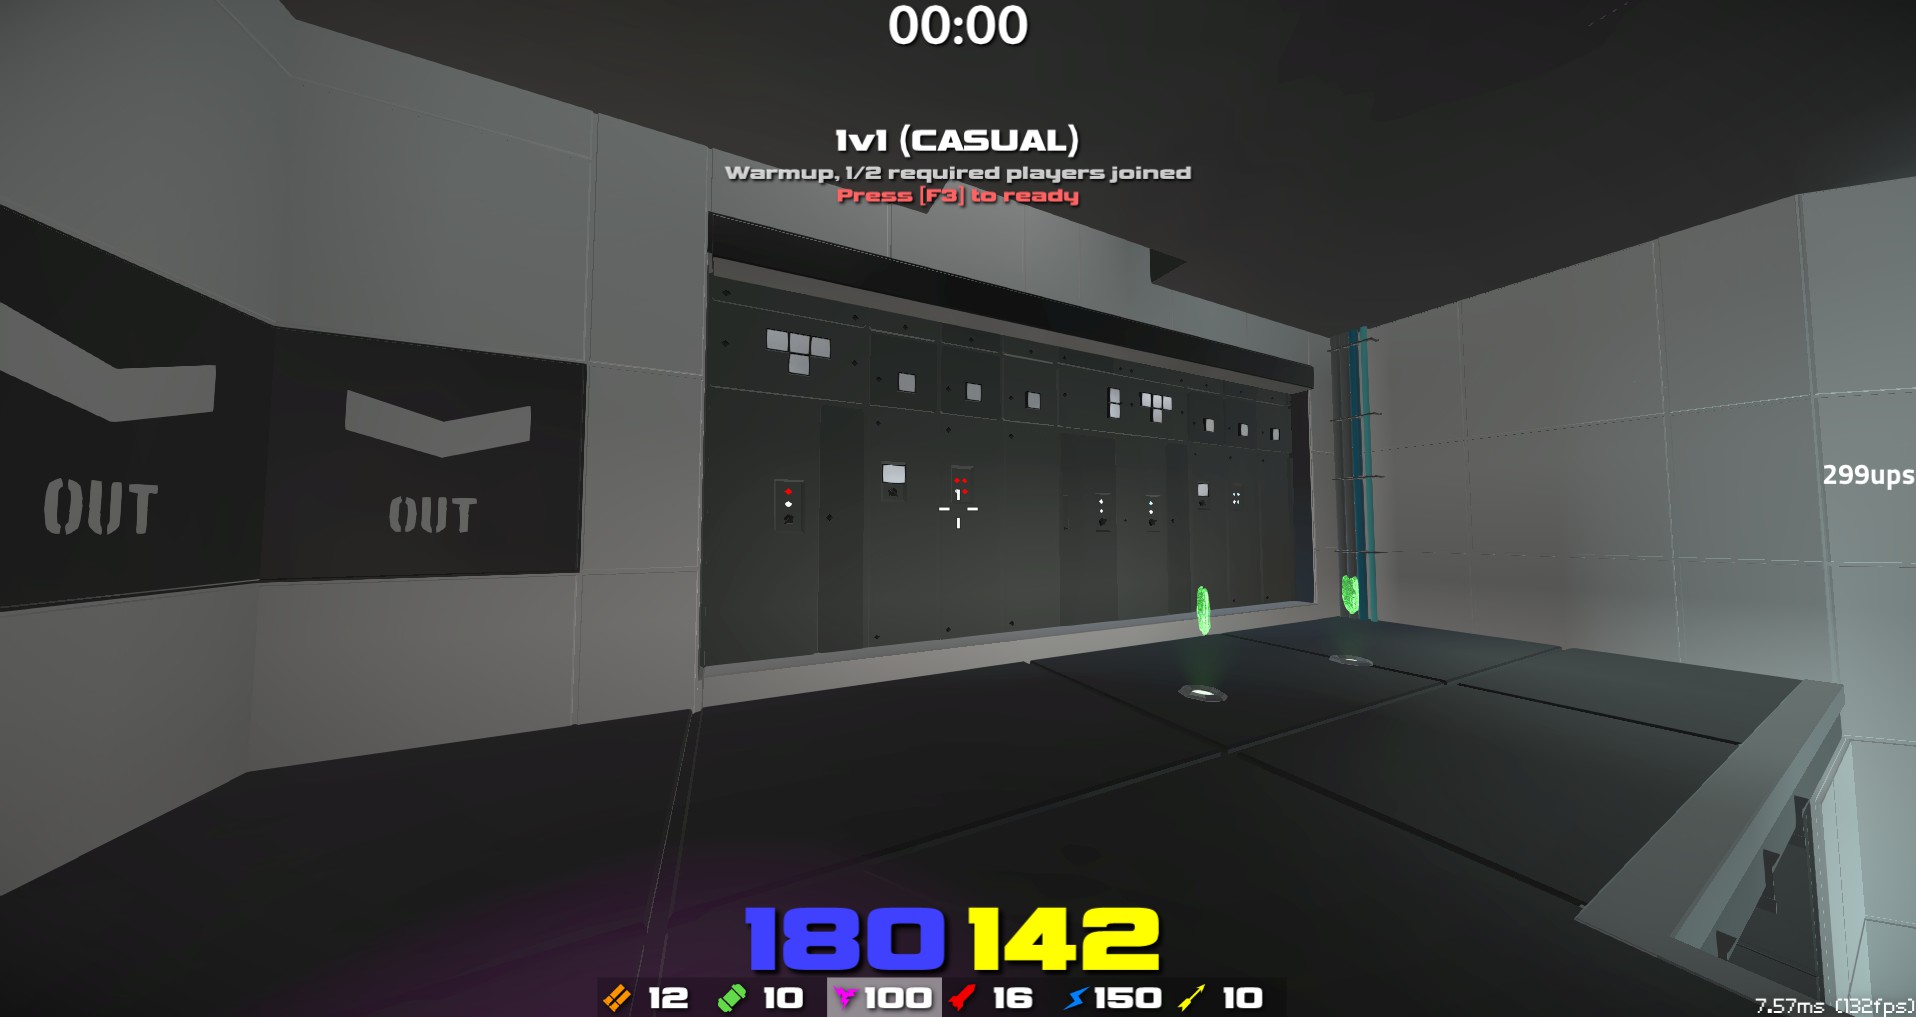 00:00
1v1 (CASUAL)
Warmup, 1/2 required players joined
Press [F3] to ready
299ups
OUT
OUT
180 142
12 10 100 16 150 10
7.57ms (132fps)